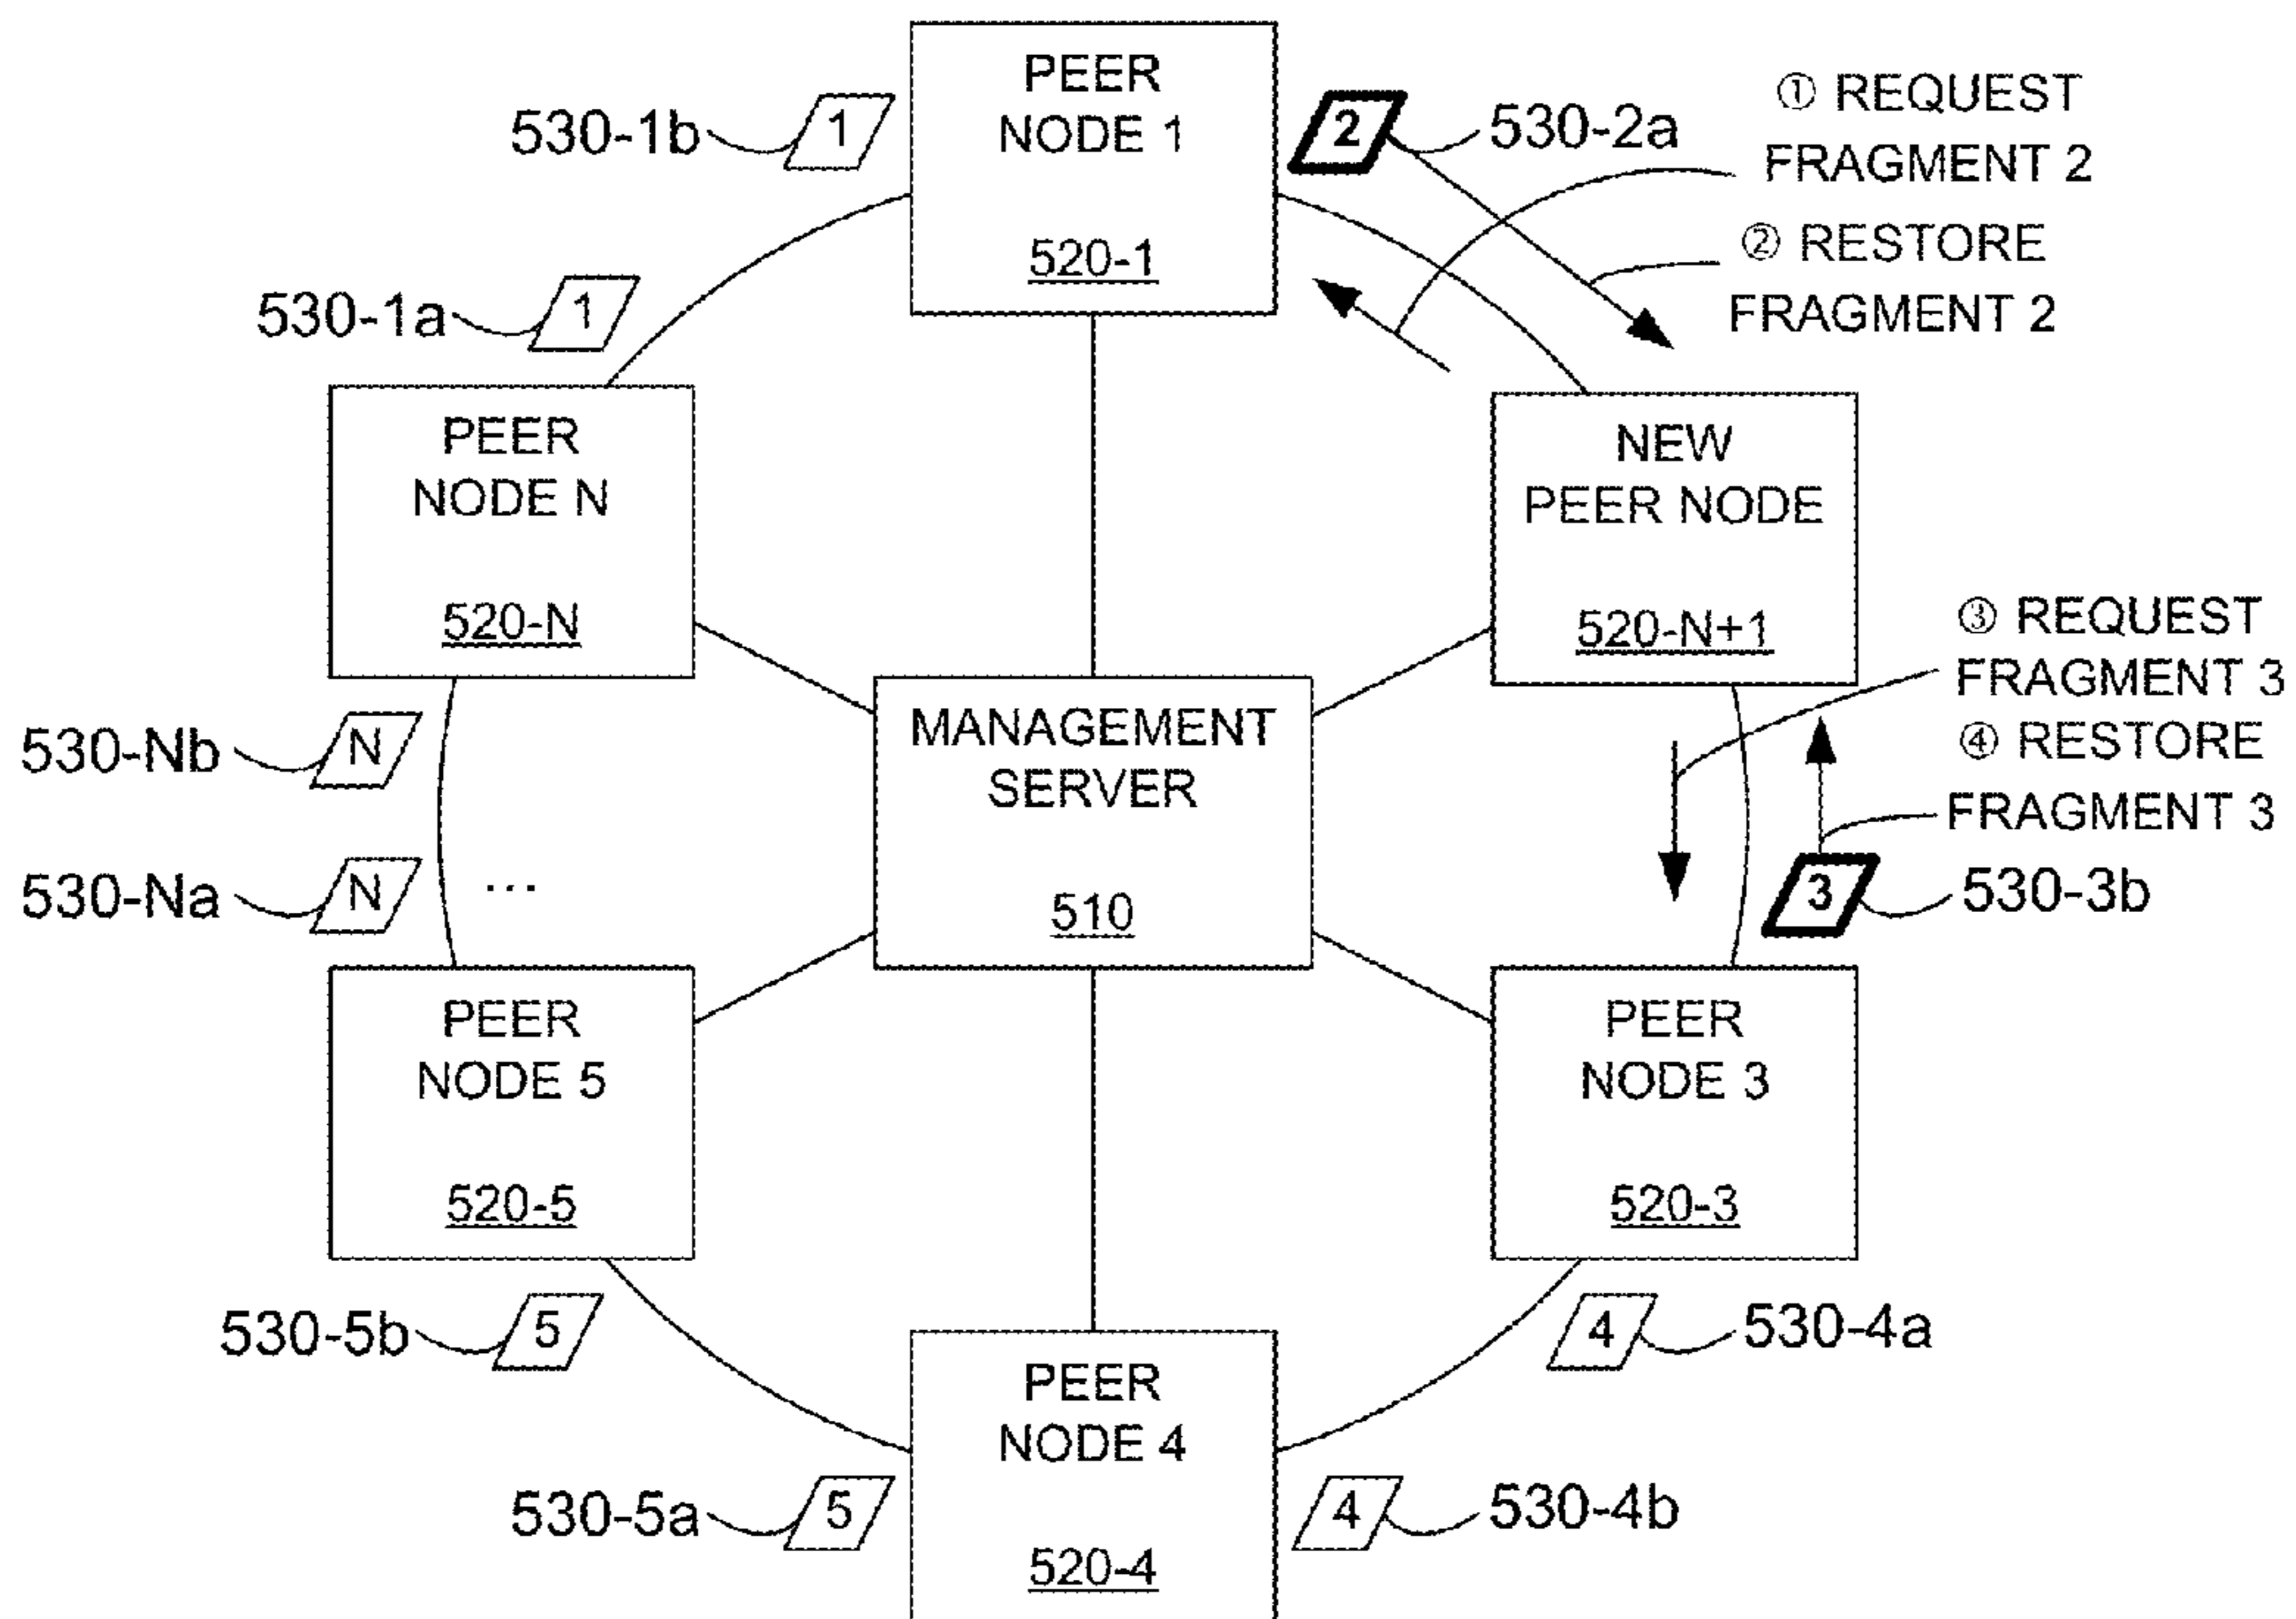 PEER
NODE 1
520-1
530-1b
1
2
530-2a
① REQUEST
FRAGMENT 2
② RESTORE
FRAGMENT 2
530-1a
1
PEER
NODE N
520-N
NEW
PEER NODE
520-N+1
③ REQUEST
FRAGMENT 3
④ RESTORE
FRAGMENT 3
530-Nb
N
MANAGEMENT
SERVER
510
530-Na
N
...
3
530-3b
PEER
NODE 5
520-5
PEER
NODE 3
520-3
530-5b
5
4
530-4a
PEER
NODE 4
520-4
530-5a
5
4
530-4b